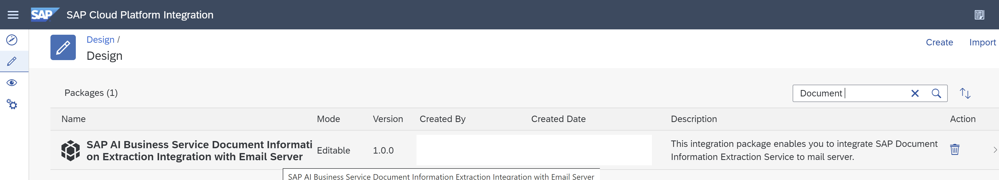 SAP SAP Cloud Platform Integration
Design /
Design
Create Import
Packages (1)
Document
Name Mode Version Created By Created Date Description Action
SAP AI Business Service Document Informati
on Extraction Integration with Email Server
Editable 1.0.0
This integration package enables you to integrate SAP Document
Information Extraction Service to mail server.
SAP AI Business Service Document Information Extraction Integration with Email Server